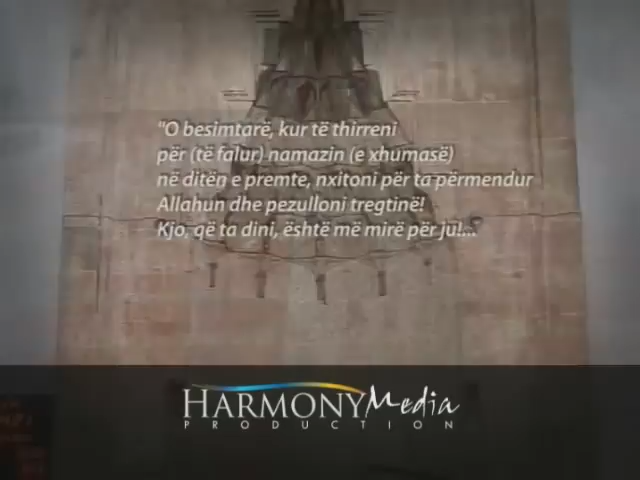 "O besimtarë, kur të thirreni
për (të falur) namazin (e xhumasë)
në ditën e premte, nxitoni për ta përmendur
Allahun dhe pezulloni tregtinë!
Kjo, që ta dini, është më mirë për ju!...
HARMONY Media
PRODUCTION